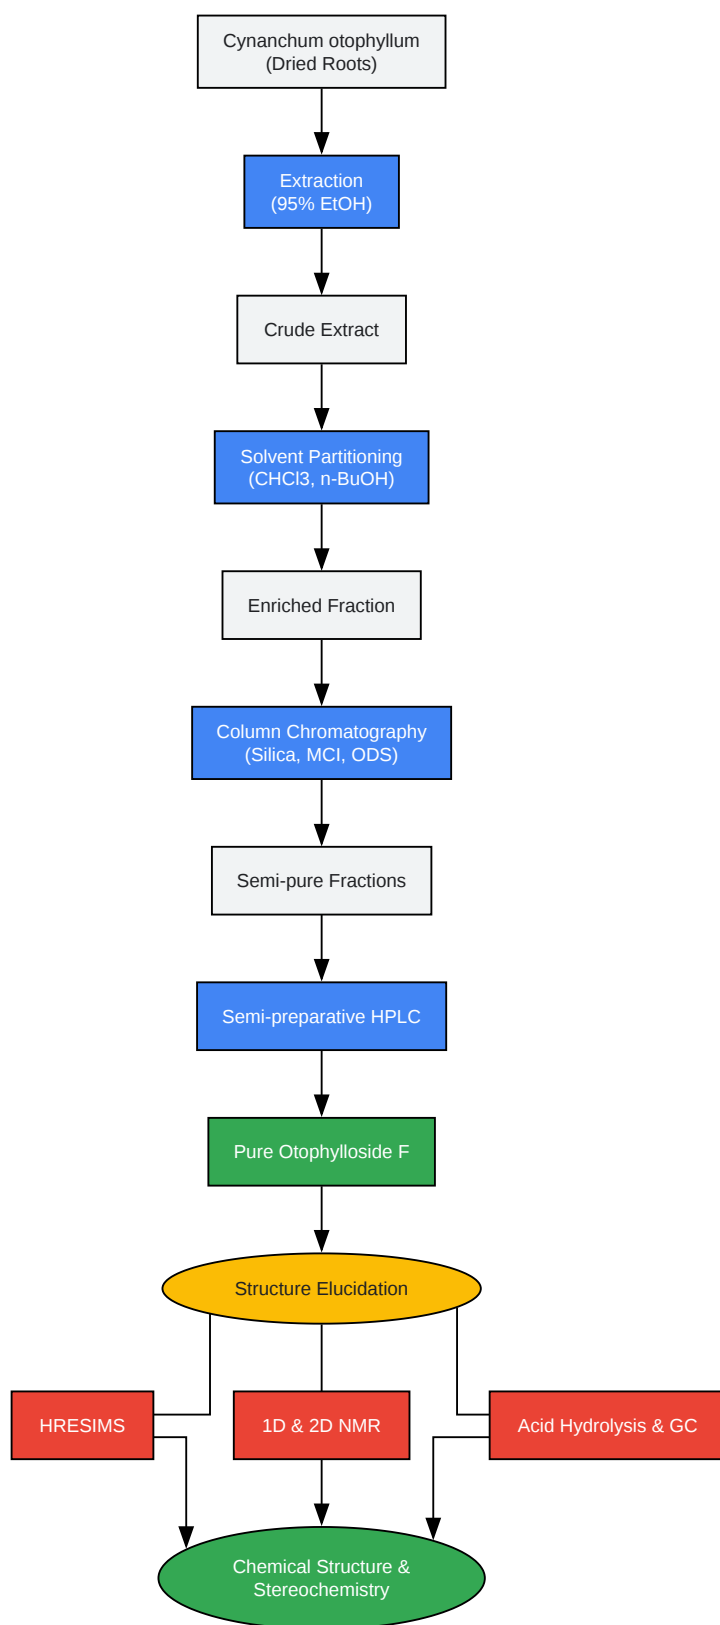 Cynanchum otophyllum
(Dried Roots)
Extraction
(95% EtOH)
Crude Extract
Solvent Partitioning
(CHCl3, n-BuOH)
Enriched Fraction
Column Chromatography
(Silica, MCI, ODS)
Semi-pure Fractions
Semi-preparative HPLC
Pure Otophylloside F
Structure Elucidation
HRESIMS
1D & 2D NMR
Acid Hydrolysis & GC
Chemical Structure &
Stereochemistry